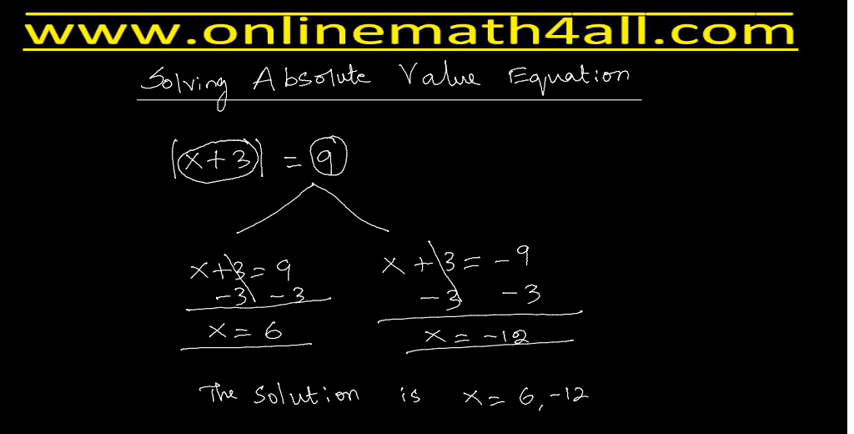 www.onlinemath4all.com
Solving Absolute Value Equation
|x+3| = 9
x+3 = 9 x+3 = -9
-3 -3 -3 -3
x = 6 x = -12
The solution is x = 6, -12